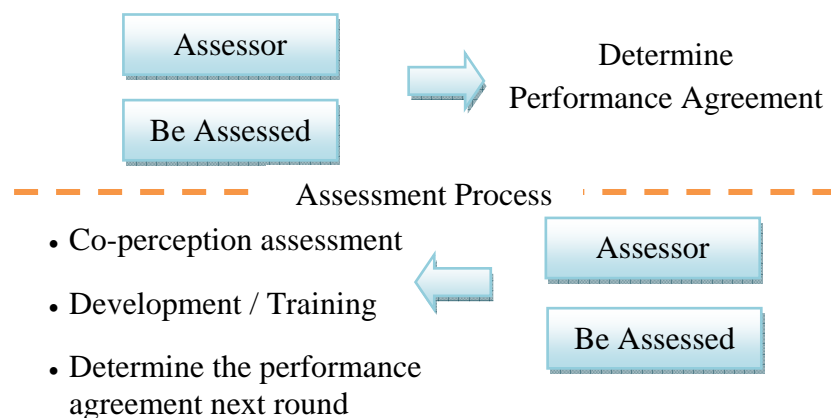 Assessor
Be Assessed
Determine
Performance Agreement
Assessment Process
• Co-perception assessment
• Development / Training
• Determine the performance
agreement next round
Assessor
Be Assessed